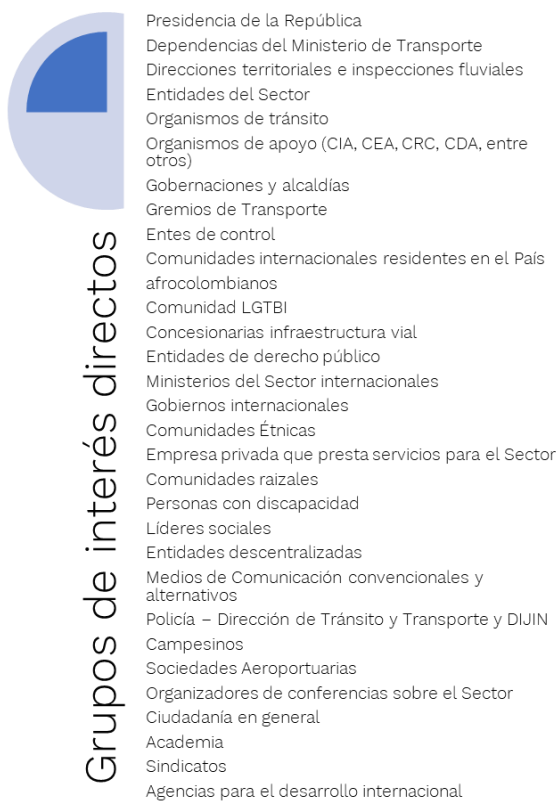 Grupos de interés directos
Presidencia de la República
Dependencias del Ministerio de Transporte
Direcciones territoriales e inspecciones fluviales
Entidades del Sector
Organismos de tránsito
Organismos de apoyo (CIA, CEA, CRC, CDA, entre
otros)
Gobernaciones y alcaldías
Gremios de Transporte
Entes de control
Comunidades internacionales residentes en el País
afrocolombianos
Comunidad LGTBI
Concesionarias infraestructura vial
Entidades de derecho público
Ministerios del Sector internacionales
Gobiernos internacionales
Comunidades Étnicas
Empresa privada que presta servicios para el Sector
Comunidades raizales
Personas con discapacidad
Líderes sociales
Entidades descentralizadas
Medios de Comunicación convencionales y
alternativos
Policía – Dirección de Tránsito y Transporte y DIJIN
Campesinos
Sociedades Aeroportuarias
Organizadores de conferencias sobre el Sector
Ciudadanía en general
Academia
Sindicatos
Agencias para el desarrollo internacional